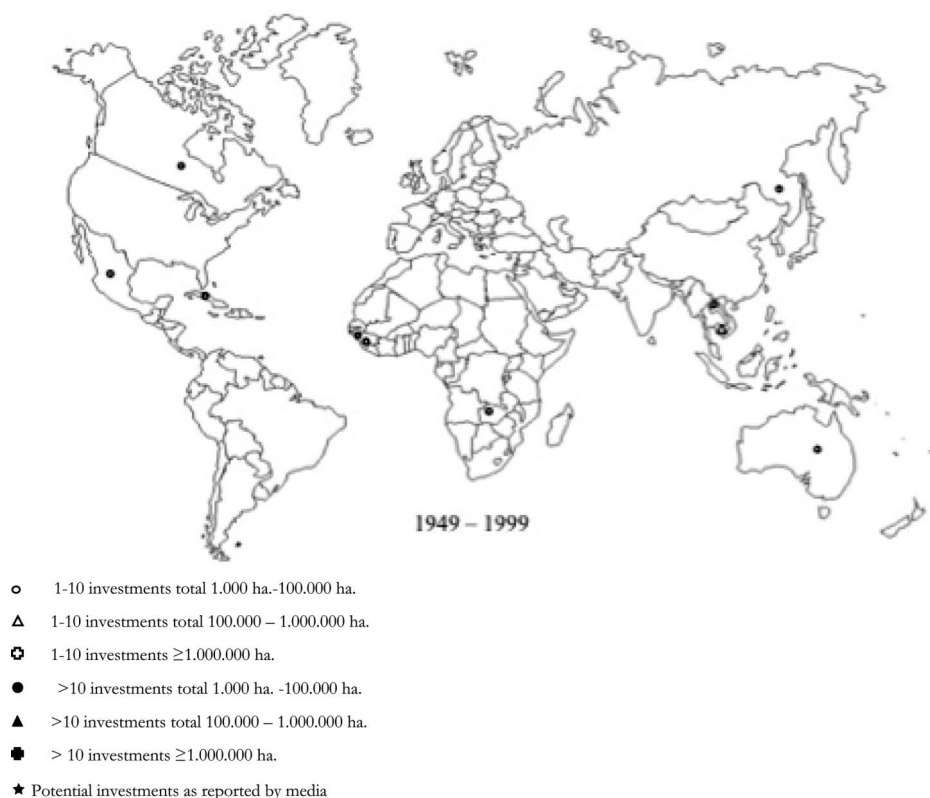 1949 – 1999
1-10 investments total 1.000 ha.-100.000 ha.
1-10 investments total 100.000 – 1.000.000 ha.
1-10 investments ≥1.000.000 ha.
>10 investments total 1.000 ha. -100.000 ha.
>10 investments total 100.000 – 1.000.000 ha.
> 10 investments ≥1.000.000 ha.
Potential investments as reported by media